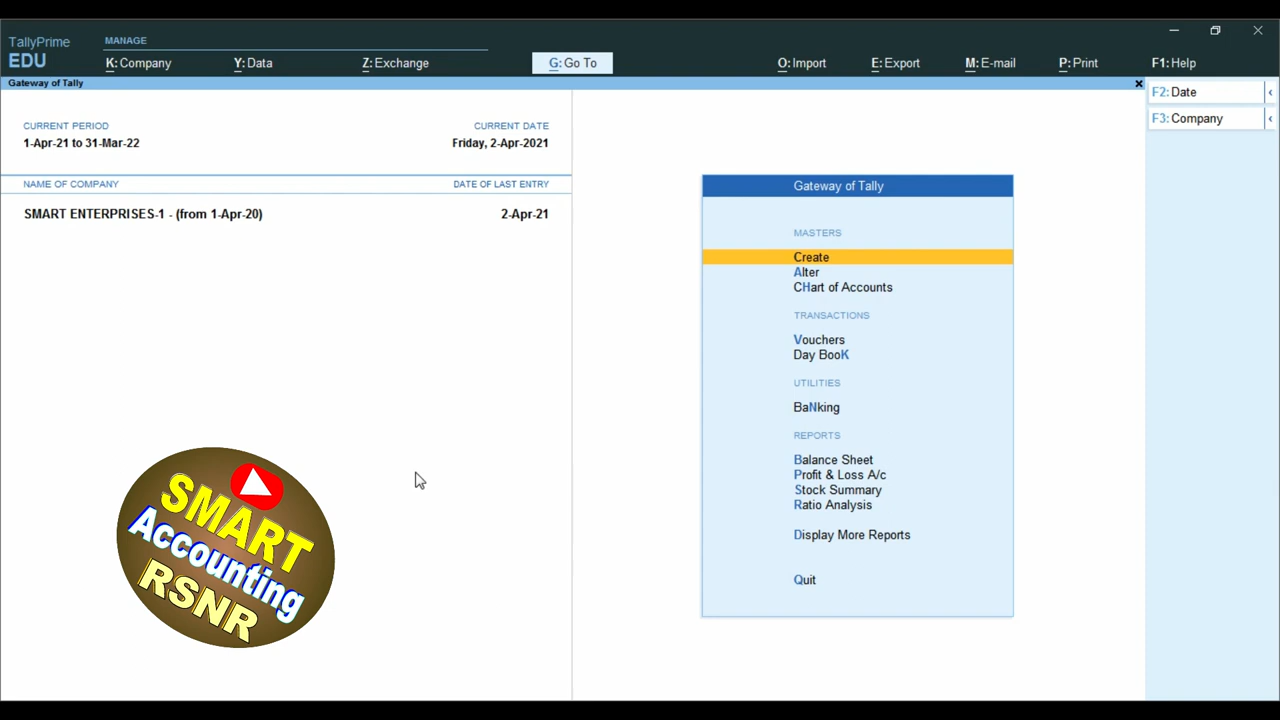 TallyPrime
EDU
MANAGE
K: Company
Y: Data
Z: Exchange
G: Go To
O: Import
E: Export
M: E-mail
P: Print
F1: Help
Gateway of Tally
F2: Date
F3: Company
CURRENT PERIOD
CURRENT DATE
1-Apr-21 to 31-Mar-22
Friday, 2-Apr-2021
NAME OF COMPANY
DATE OF LAST ENTRY
SMART ENTERPRISES-1 - (from 1-Apr-20)
2-Apr-21
Gateway of Tally
MASTERS
Create
Alter
CHart of Accounts
TRANSACTIONS
Vouchers
Day BooK
UTILITIES
BaNking
REPORTS
Balance Sheet
Profit & Loss A/c
Stock Summary
Ratio Analysis
Display More Reports
Quit
SMART
Accounting
RSNR